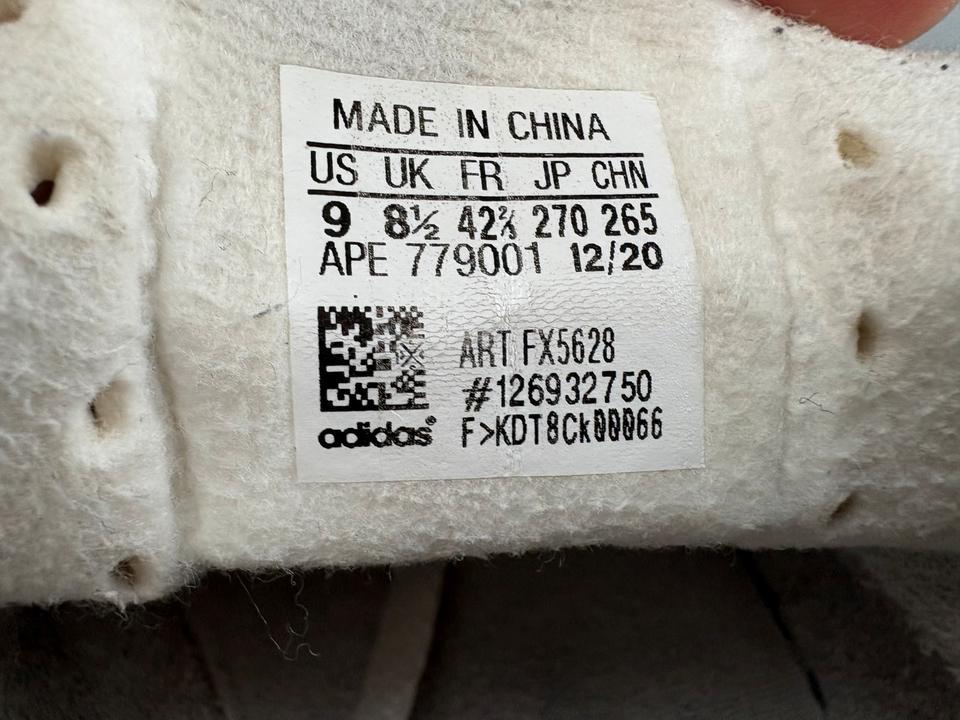 MADE IN CHINA
US UK FR JP CHN
9 8½ 42⅔ 270 265
APE 779001 12/20
ART FX5628
#126932750
adidas® F>KDT8Ck00066